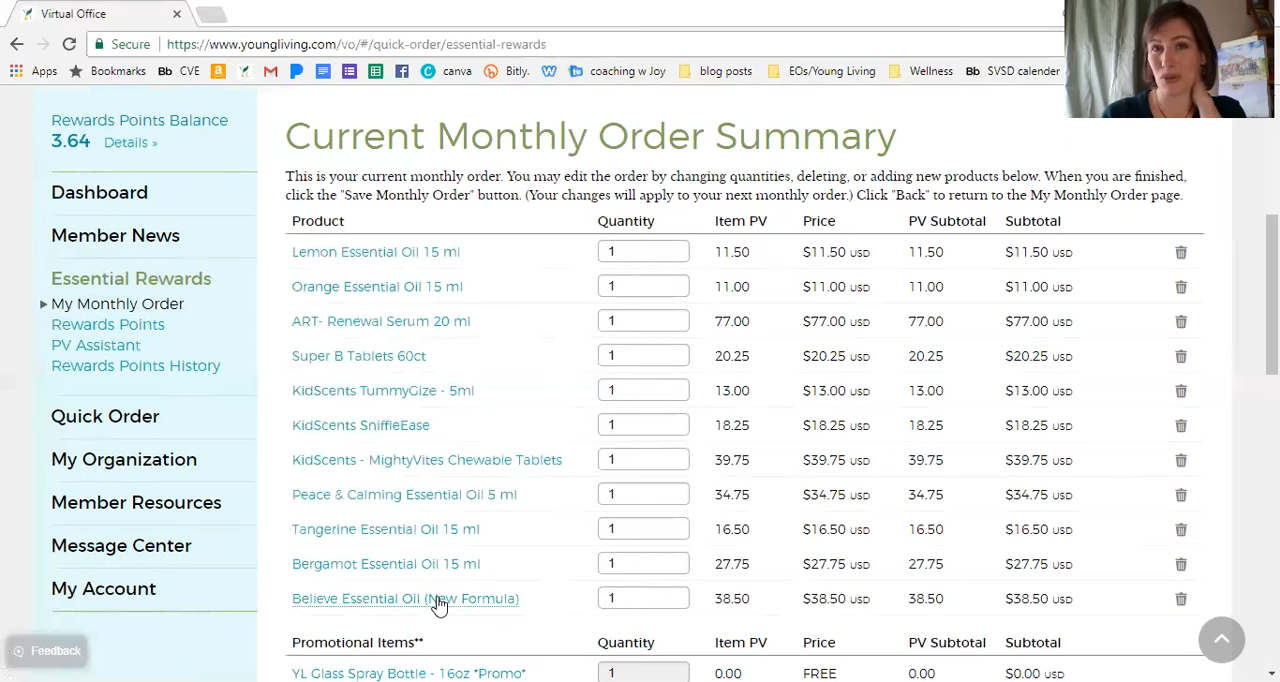 Virtual Office
Secure https://www.youngliving.com/vo/#/quick-order/essential-rewards
Apps Bookmarks Bb CVE canva Bitly. coaching w Joy blog posts EOs/Young Living Wellness Bb SVSD calender
Rewards Points Balance
3.64 Details »
Dashboard
Member News
Essential Rewards
My Monthly Order
Rewards Points
PV Assistant
Rewards Points History
Quick Order
My Organization
Member Resources
Message Center
My Account
Feedback
Current Monthly Order Summary
This is your current monthly order. You may edit the order by changing quantities, deleting, or adding new products below. When you are finished,
click the "Save Monthly Order" button. (Your changes will apply to your next monthly order.) Click "Back" to return to the My Monthly Order page.
Product Quantity Item PV Price PV Subtotal Subtotal
Lemon Essential Oil 15 ml 1 11.50 $11.50 USD 11.50 $11.50 USD
Orange Essential Oil 15 ml 1 11.00 $11.00 USD 11.00 $11.00 USD
ART- Renewal Serum 20 ml 1 77.00 $77.00 USD 77.00 $77.00 USD
Super B Tablets 60ct 1 20.25 $20.25 USD 20.25 $20.25 USD
KidScents TummyGize - 5ml 1 13.00 $13.00 USD 13.00 $13.00 USD
KidScents SniffleEase 1 18.25 $18.25 USD 18.25 $18.25 USD
KidScents - MightyVites Chewable Tablets 1 39.75 $39.75 USD 39.75 $39.75 USD
Peace & Calming Essential Oil 5 ml 1 34.75 $34.75 USD 34.75 $34.75 USD
Tangerine Essential Oil 15 ml 1 16.50 $16.50 USD 16.50 $16.50 USD
Bergamot Essential Oil 15 ml 1 27.75 $27.75 USD 27.75 $27.75 USD
Believe Essential Oil (New Formula) 1 38.50 $38.50 USD 38.50 $38.50 USD
Promotional Items** Quantity Item PV Price PV Subtotal Subtotal
YL Glass Spray Bottle - 16oz *Promo* 1 0.00 FREE 0.00 $0.00 USD